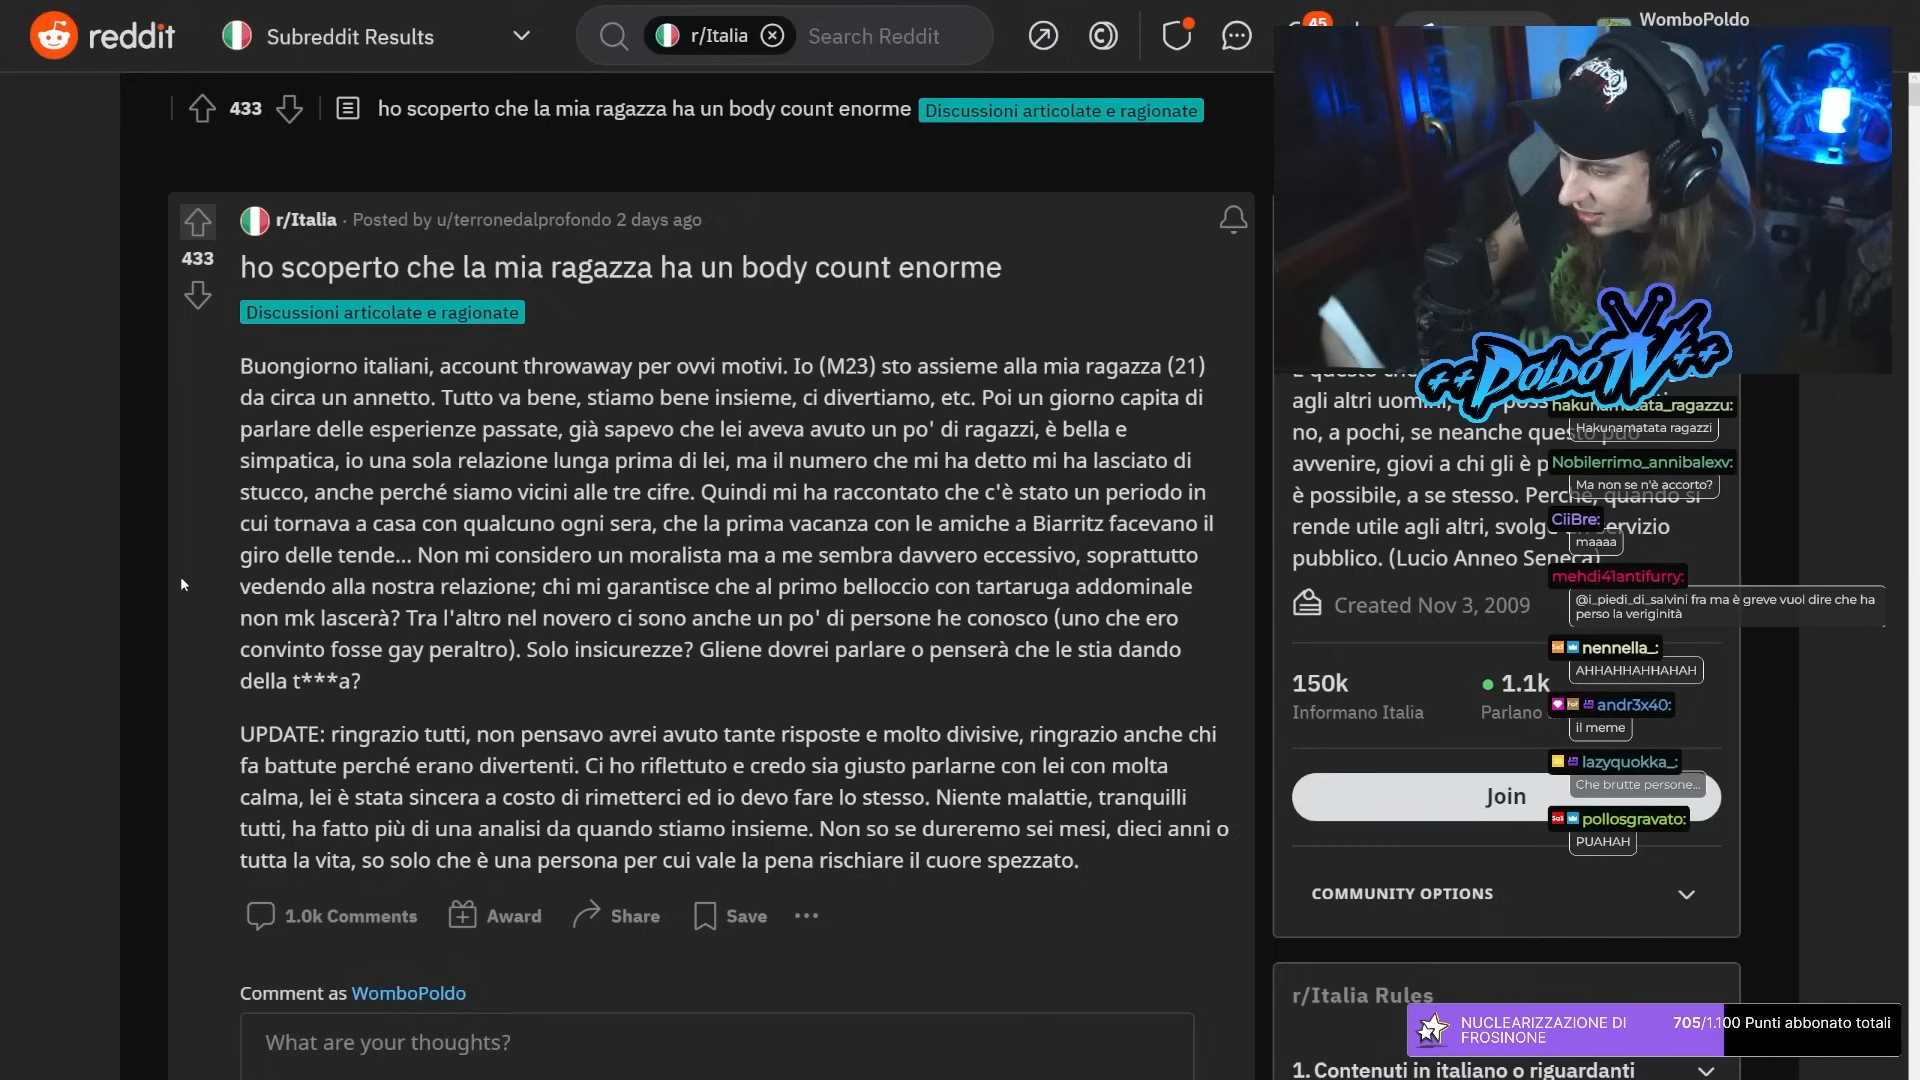 reddit
Subreddit Results
r/Italia
Search Reddit
45
WomboPoldo
433
ho scoperto che la mia ragazza ha un body count enorme
Discussioni articolate e ragionate
r/Italia · Posted by u/terronedalprofondo 2 days ago
433
ho scoperto che la mia ragazza ha un body count enorme
Discussioni articolate e ragionate
Buongiorno italiani, account throwaway per ovvi motivi. Io (M23) sto assieme alla mia ragazza (21)
da circa un annetto. Tutto va bene, stiamo bene insieme, ci divertiamo, etc. Poi un giorno capita di
parlare delle esperienze passate, già sapevo che lei aveva avuto un po' di ragazzi, è bella e
simpatica, io una sola relazione lunga prima di lei, ma il numero che mi ha detto mi ha lasciato di
stucco, anche perché siamo vicini alle tre cifre. Quindi mi ha raccontato che c'è stato un periodo in
cui tornava a casa con qualcuno ogni sera, che la prima vacanza con le amiche a Biarritz facevano il
giro delle tende... Non mi considero un moralista ma a me sembra davvero eccessivo, soprattutto
vedendo alla nostra relazione; chi mi garantisce che al primo belloccio con tartaruga addominale
non mk lascerà? Tra l'altro nel novero ci sono anche un po' di persone he conosco (uno che ero
convinto fosse gay peraltro). Solo insicurezze? Gliene dovrei parlare o penserà che le stia dando
della t***a?
UPDATE: ringrazio tutti, non pensavo avrei avuto tante risposte e molto divisive, ringrazio anche chi
fa battute perché erano divertenti. Ci ho riflettuto e credo sia giusto parlarne con lei con molta
calma, lei è stata sincera a costo di rimetterci ed io devo fare lo stesso. Niente malattie, tranquilli
tutti, ha fatto più di una analisi da quando stiamo insieme. Non so se dureremo sei mesi, dieci anni o
tutta la vita, so solo che è una persona per cui vale la pena rischiare il cuore spezzato.
1.0k Comments
Award
Share
Save
Comment as WomboPoldo
What are your thoughts?
++POLDO TV++
agli altri uomini,
no, a pochi, se neanche questo può
avvenire, giovi a chi gli è
è possibile, a se stesso. Perché, quando si
rende utile agli altri, svolge un servizio
pubblico. (Lucio Anneo Seneca)
Created Nov 3, 2009
150k
Informano Italia
1.1k
Parlano
Join
COMMUNITY OPTIONS
r/Italia Rules
1. Contenuti in italiano o riguardanti
hakunamatata_ragazzu:
Hakunamatata ragazzi
Nobilerrimo_annibalexv:
Ma non se n'è accorto?
CiiBre:
maaaa
mehdi41antifurry:
@i_piedi_di_salvini fra ma è greve vuol dire che ha
perso la veriginità
nennella_:
AHHAHHAHHAHAH
andr3x40:
il meme
lazyquokka_:
Che brutte persone...
pollosgravato:
PUAHAH
NUCLEARIZZAZIONE DI
FROSINONE
705/1.100 Punti abbonato totali